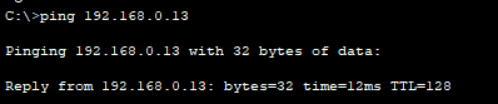 C:\>ping 192.168.0.13
Pinging 192.168.0.13 with 32 bytes of data:
Reply from 192.168.0.13: bytes=32 time=12ms TTL=128